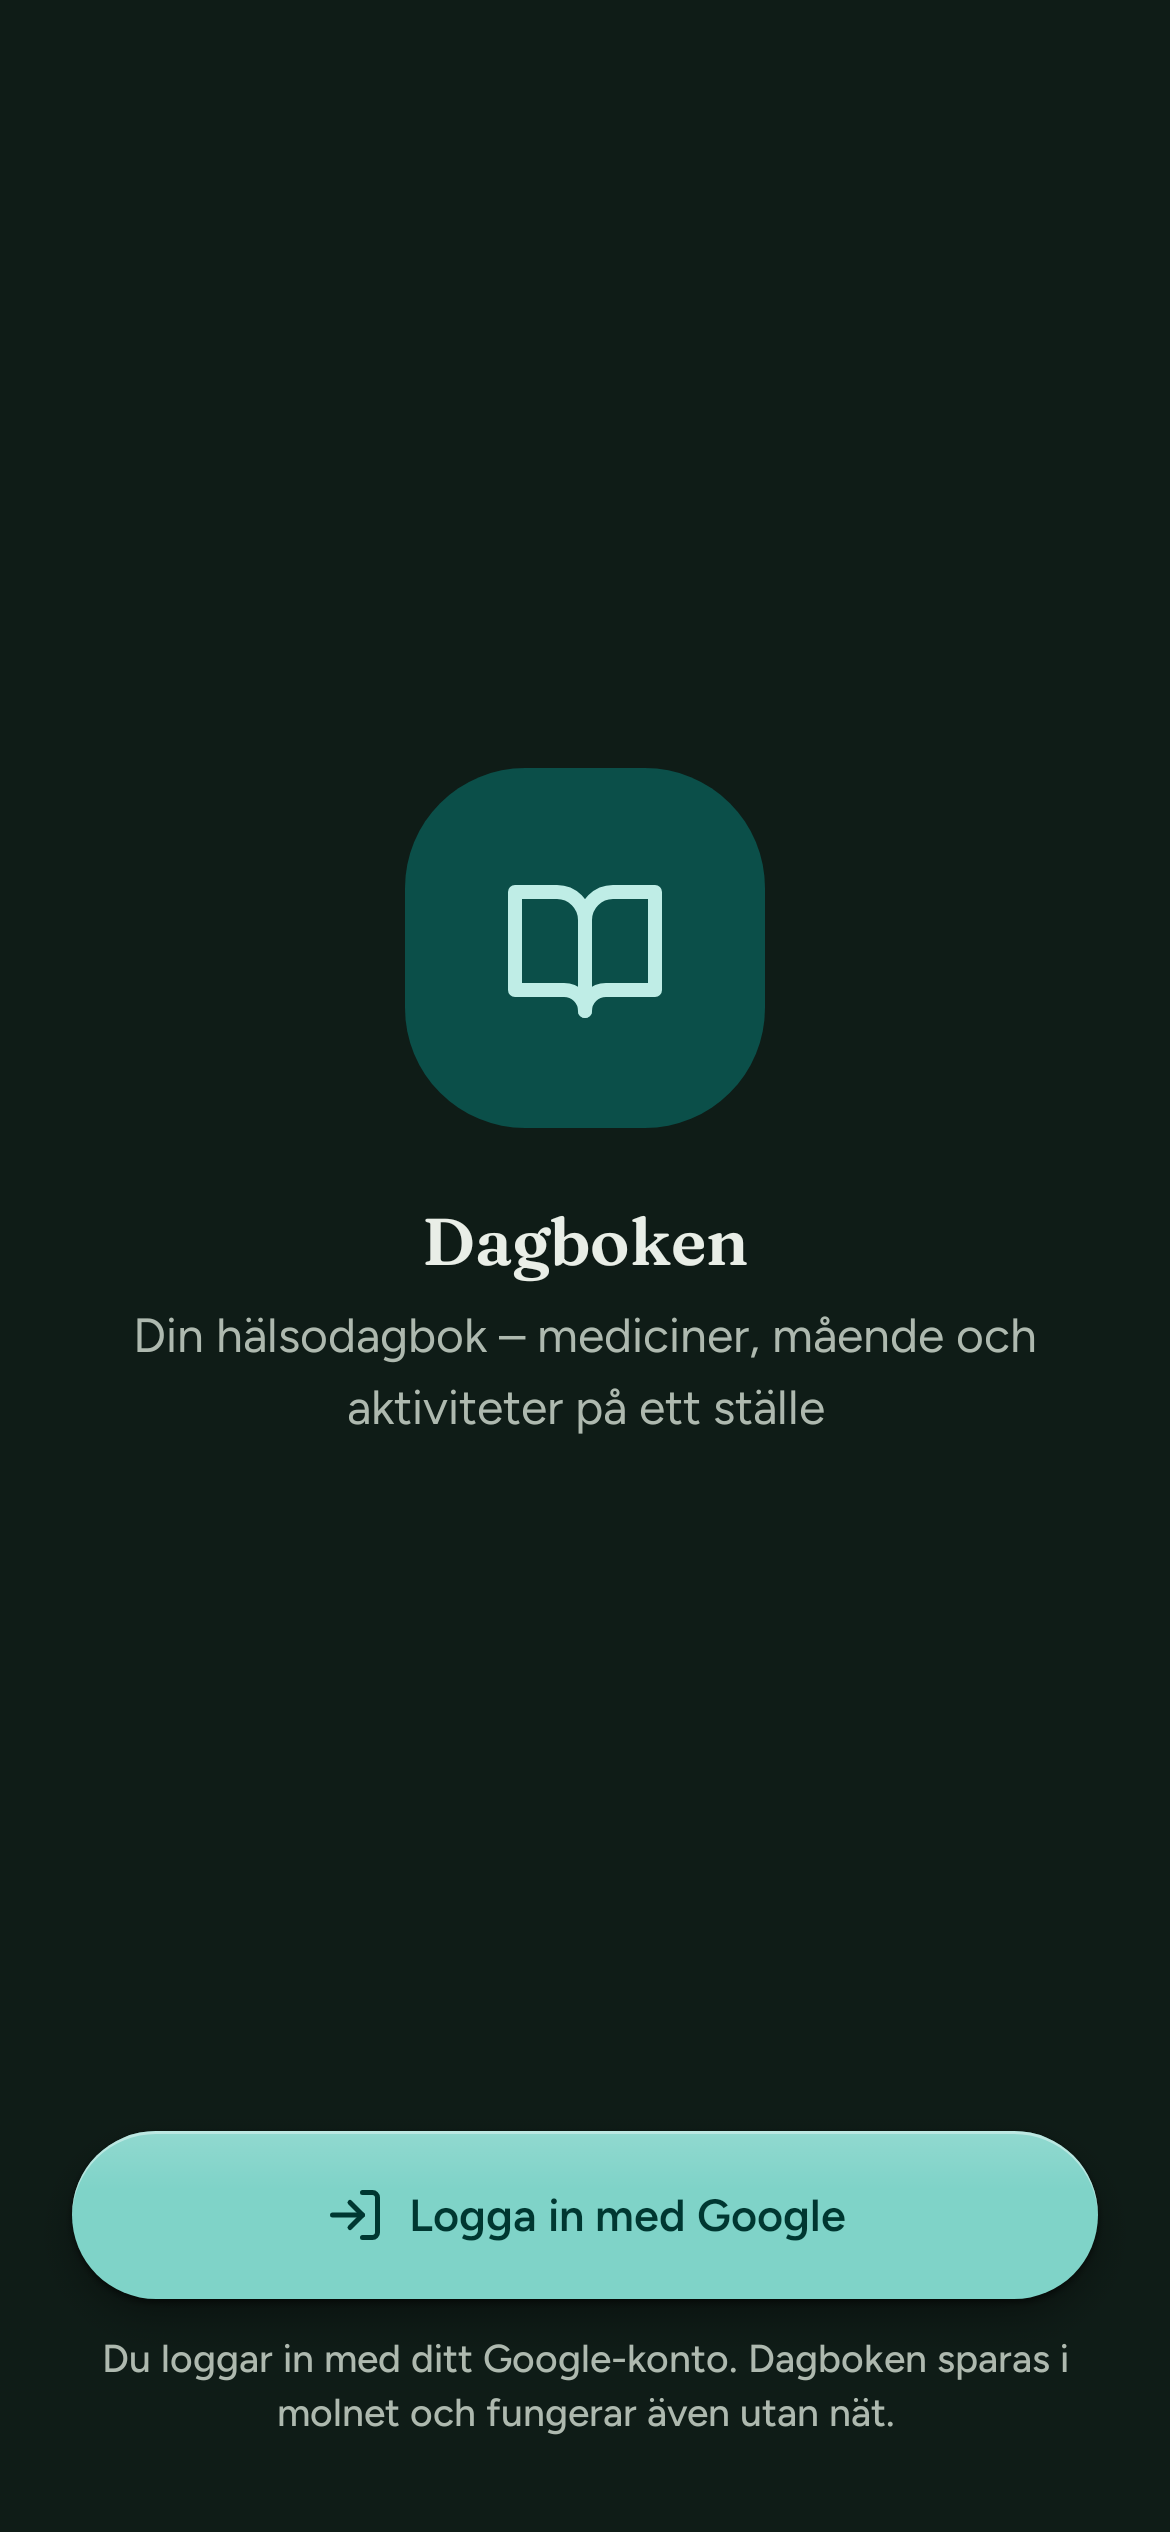 Dagboken
Din hälsodagbok – mediciner, mående och
aktiviteter på ett ställe
Logga in med Google
Du loggar in med ditt Google-konto. Dagboken sparas i
molnet och fungerar även utan nät.